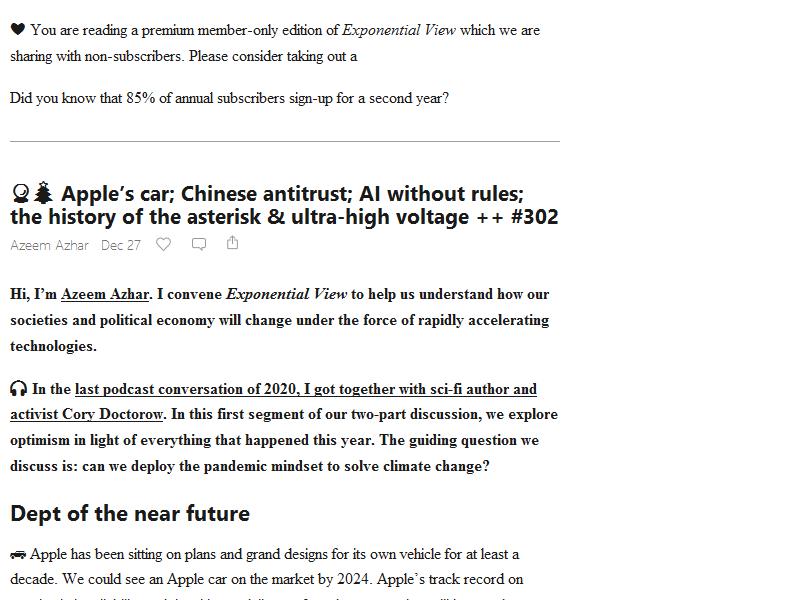 🖤 You are reading a premium member-only edition of Exponential View which we are
sharing with non-subscribers. Please consider taking out a
Did you know that 85% of annual subscribers sign-up for a second year?
🔮🎄 Apple’s car; Chinese antitrust; AI without rules;
the history of the asterisk & ultra-high voltage ++ #302
Azeem Azhar Dec 27
Hi, I’m Azeem Azhar. I convene Exponential View to help us understand how our
societies and political economy will change under the force of rapidly accelerating
technologies.
🎧 In the last podcast conversation of 2020, I got together with sci-fi author and
activist Cory Doctorow. In this first segment of our two-part discussion, we explore
optimism in light of everything that happened this year. The guiding question we
discuss is: can we deploy the pandemic mindset to solve climate change?
Dept of the near future
🚗 Apple has been sitting on plans and grand designs for its own vehicle for at least a
decade. We could see an Apple car on the market by 2024. Apple’s track record on